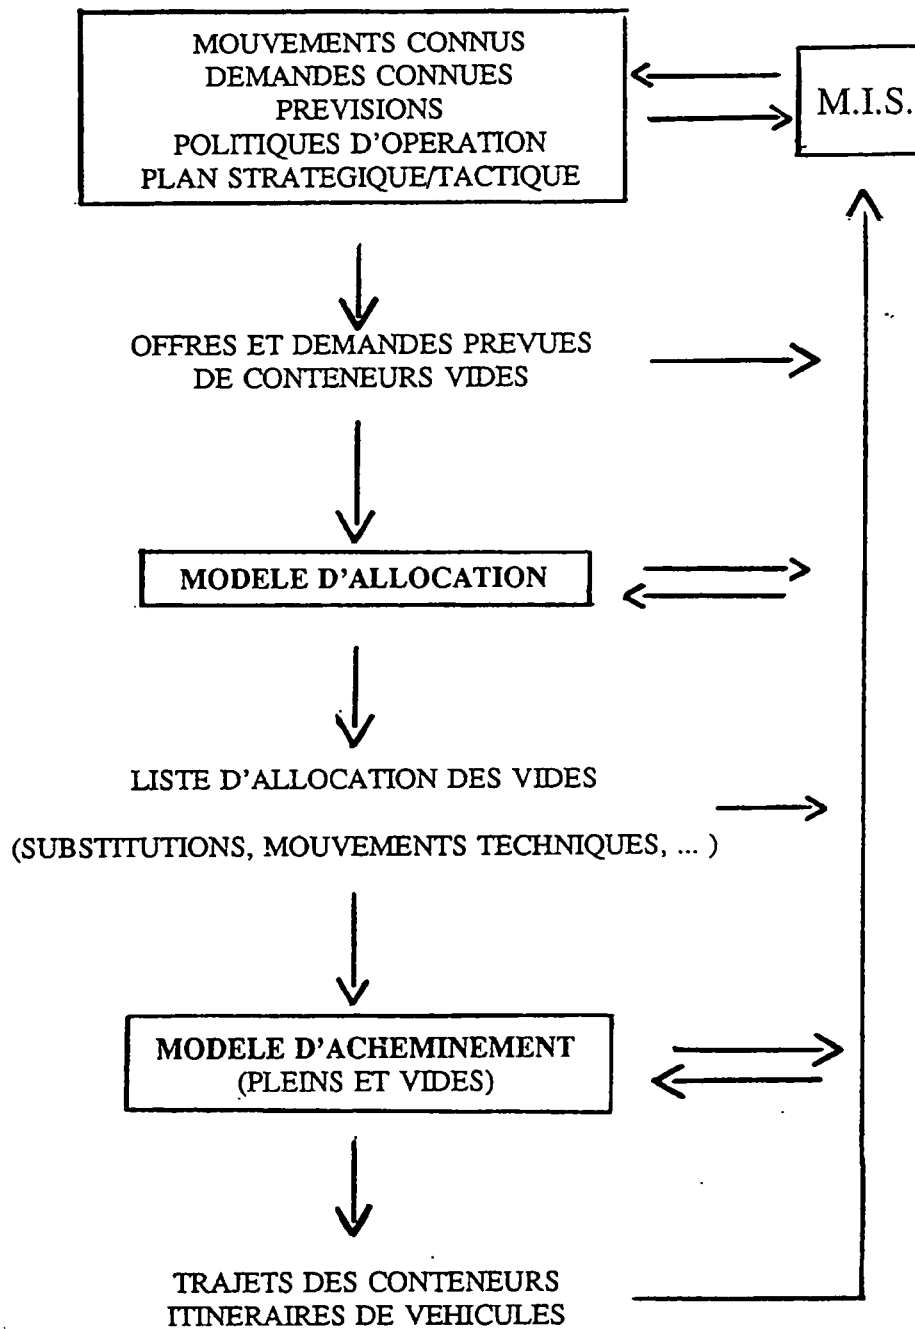 MOUVEMENTS CONNUS
DEMANDES CONNUES
PREVISIONS
POLITIQUES D'OPERATION
PLAN STRATEGIQUE/TACTIQUE
M.I.S.
OFFRES ET DEMANDES PREVUES
DE CONTENEURS VIDES
MODELE D'ALLOCATION
LISTE D'ALLOCATION DES VIDES
(SUBSTITUTIONS, MOUVEMENTS TECHNIQUES, ... )
MODELE D'ACHEMINEMENT
(PLEINS ET VIDES)
TRAJETS DES CONTENEURS
ITINERAIRES DE VEHICULES